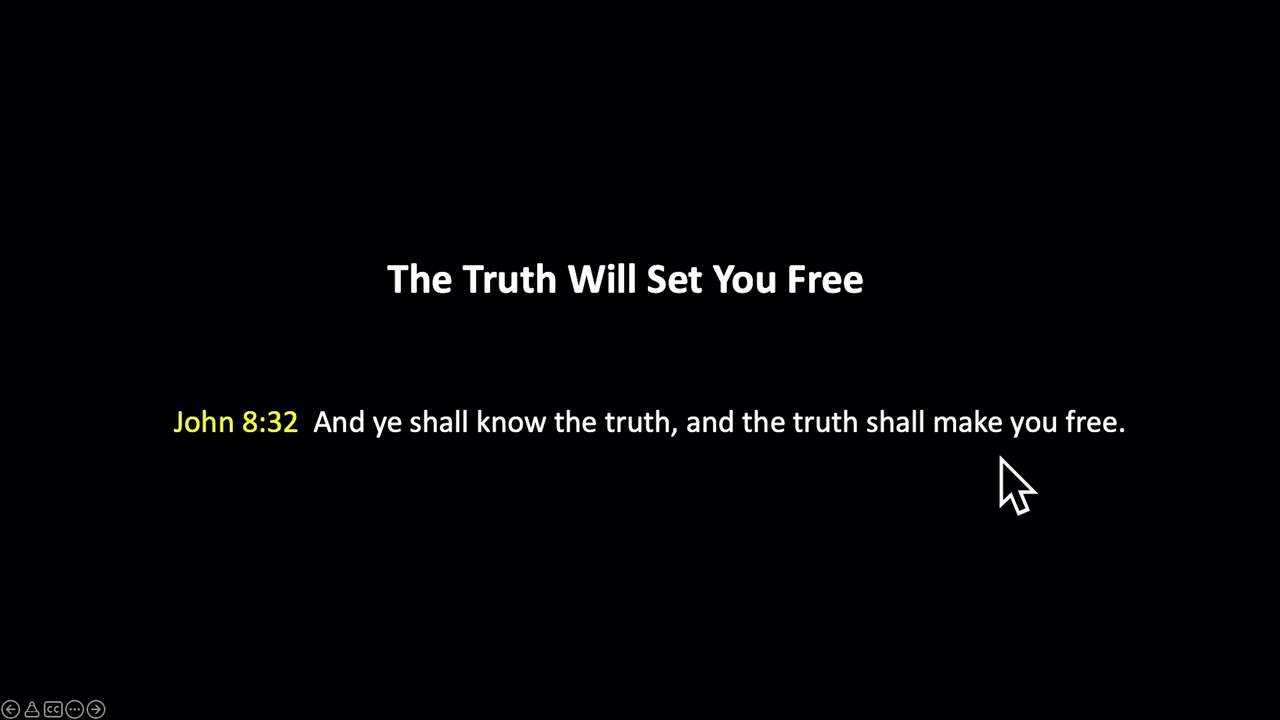 The Truth Will Set You Free
John 8:32 And ye shall know the truth, and the truth shall make you free.
CC